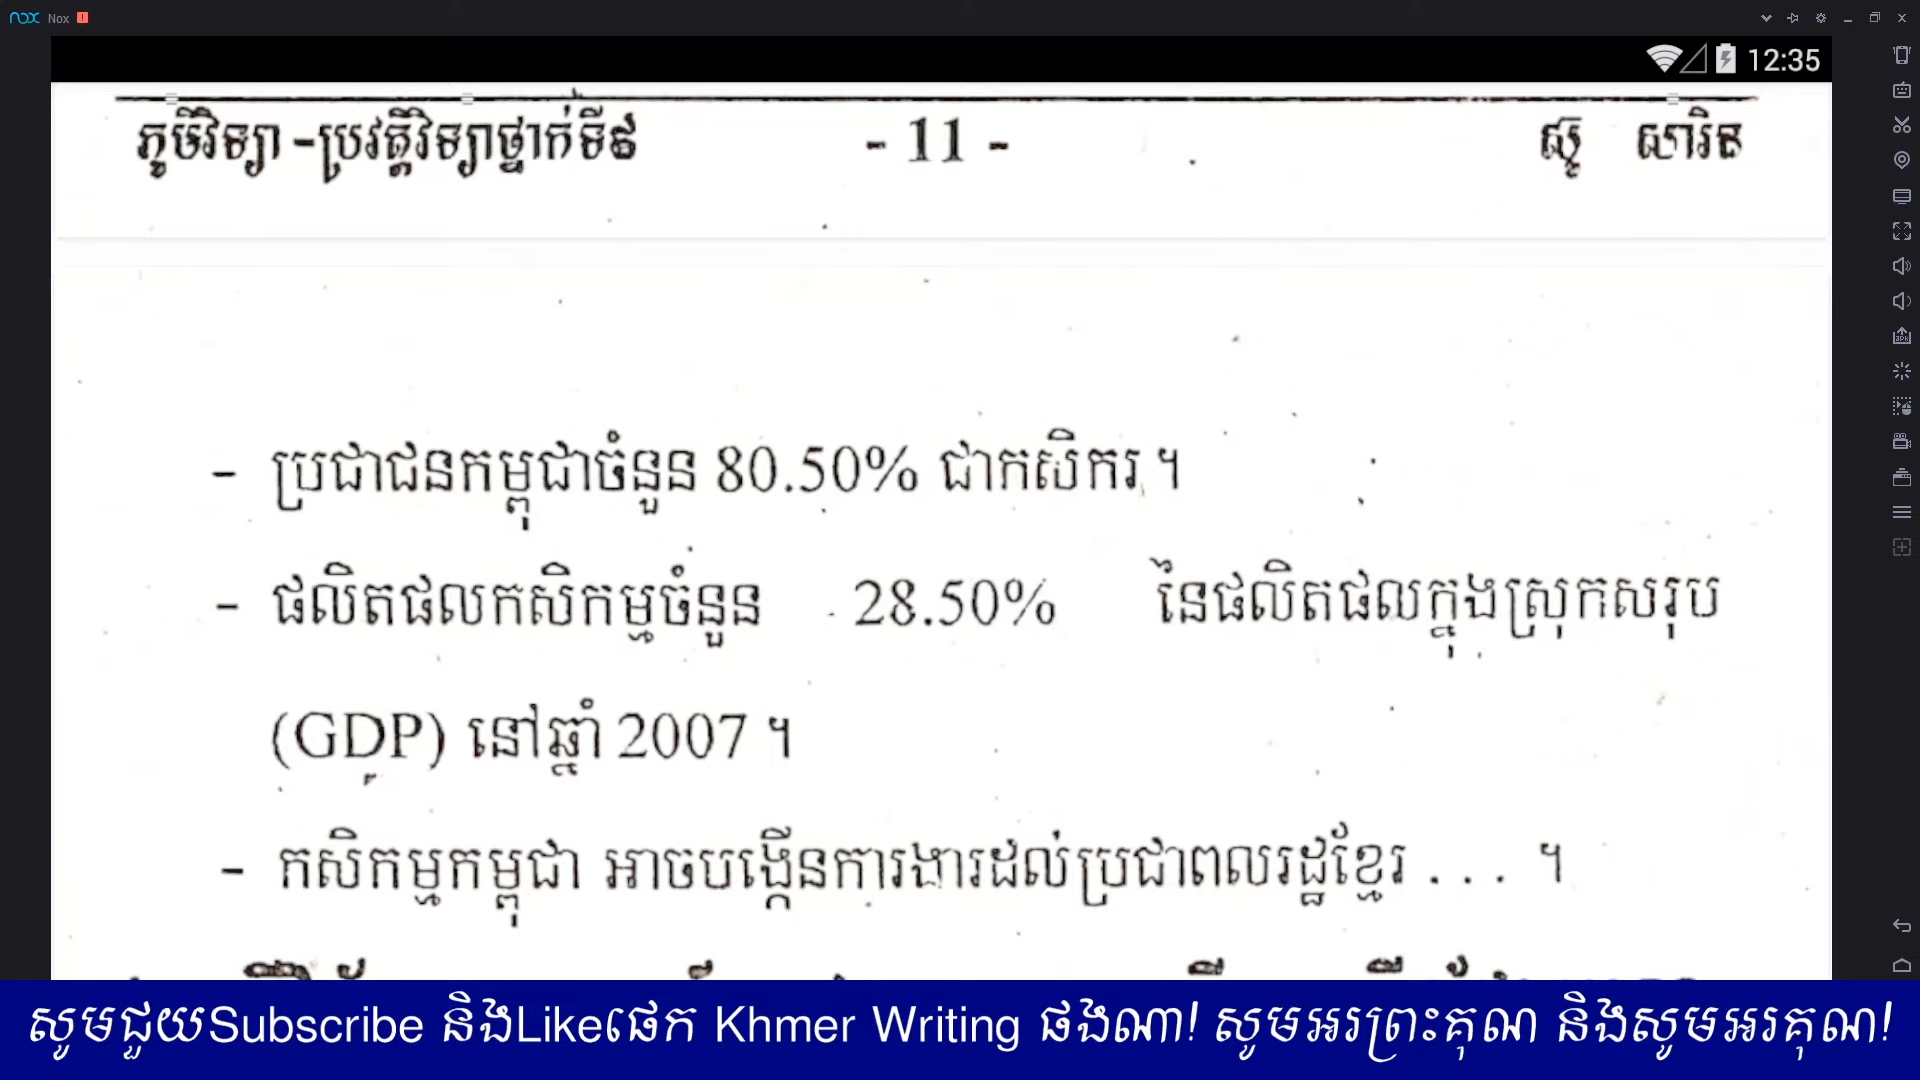 Nox
12:35
ភូមិវិទ្យា -ប្រវត្តិវិទ្យាថ្នាក់ទី៩ - 11 - ស៊ូ សារិន
- ប្រជាជនកម្ពុជាចំនួន 80.50% ជាកសិករ ។
- ផលិតផលកសិកម្មចំនួន 28.50% នៃផលិតផលក្នុងស្រុកសរុប
(GDP) នៅឆ្នាំ 2007 ។
- កសិកម្មកម្ពុជា អាចបង្កើនការងារដល់ប្រជាពលរដ្ឋខ្មែរ . . . ។
សូមជួយSubscribe និងLikeផេក Khmer Writing ផងណា! សូមអរព្រះគុណ និងសូមអរគុណ!